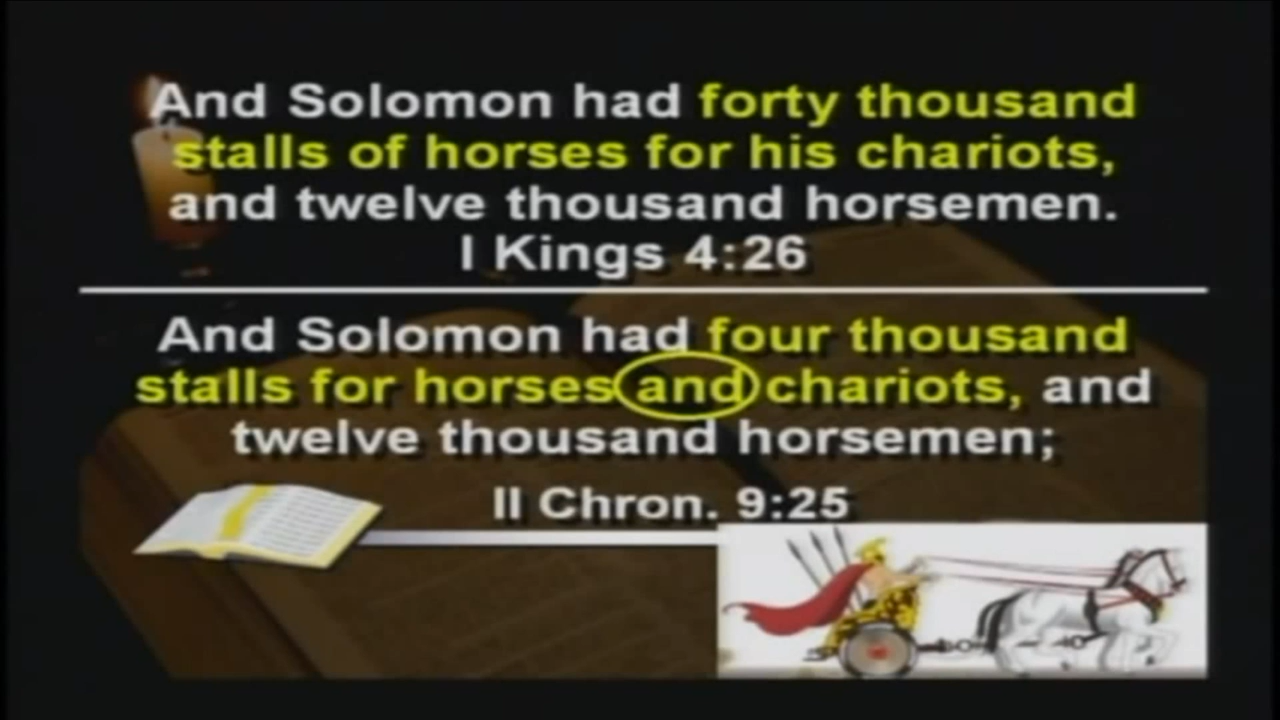 And Solomon had forty thousand
stalls of horses for his chariots,
and twelve thousand horsemen.
I Kings 4:26
And Solomon had four thousand
stalls for horses and chariots, and
twelve thousand horsemen;
II Chron. 9:25